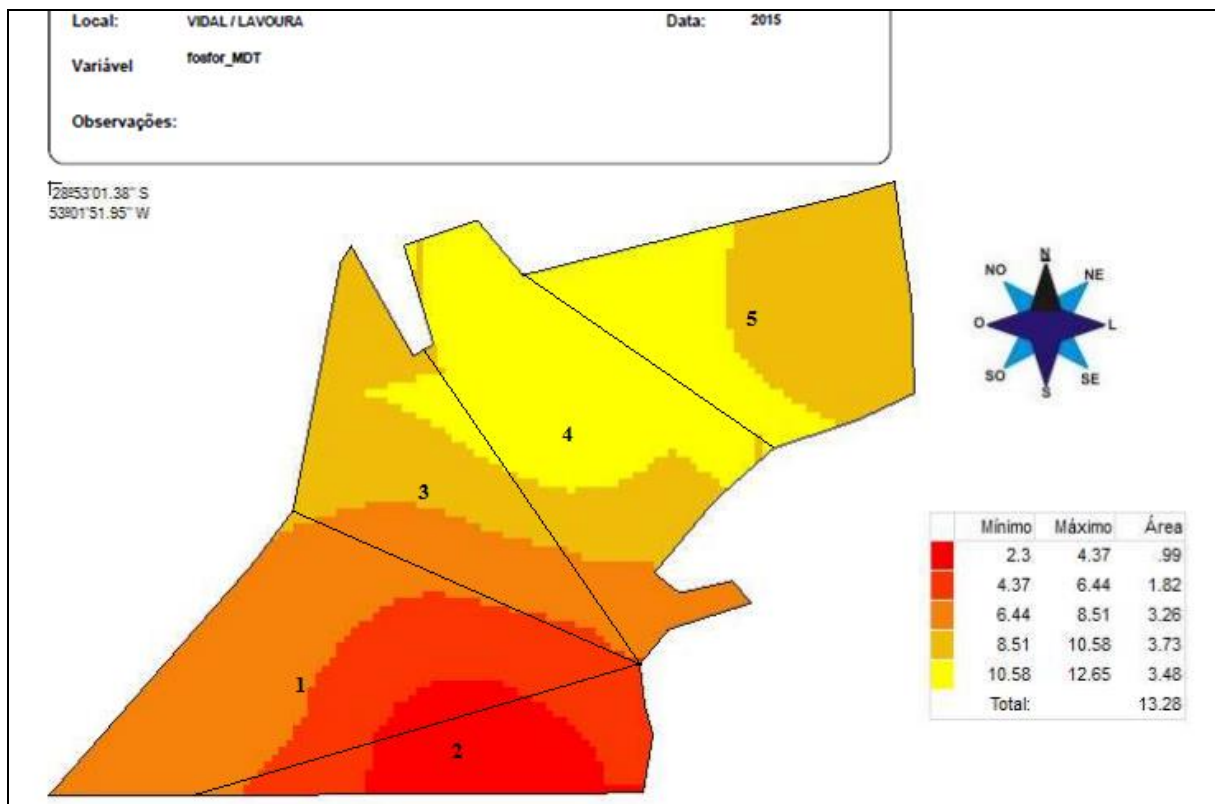 Local: VIDAL / LAVOURA Data: 2015
Variável fosfor_MDT
Observações:
28º53'01.38" S
53º01'51.95" W
N
NO NE
O L
SO SE
S
5
4
3
1
2
Mínimo Máximo Área
2.3 4.37 .99
4.37 6.44 1.82
6.44 8.51 3.26
8.51 10.58 3.73
10.58 12.65 3.48
Total: 13.28